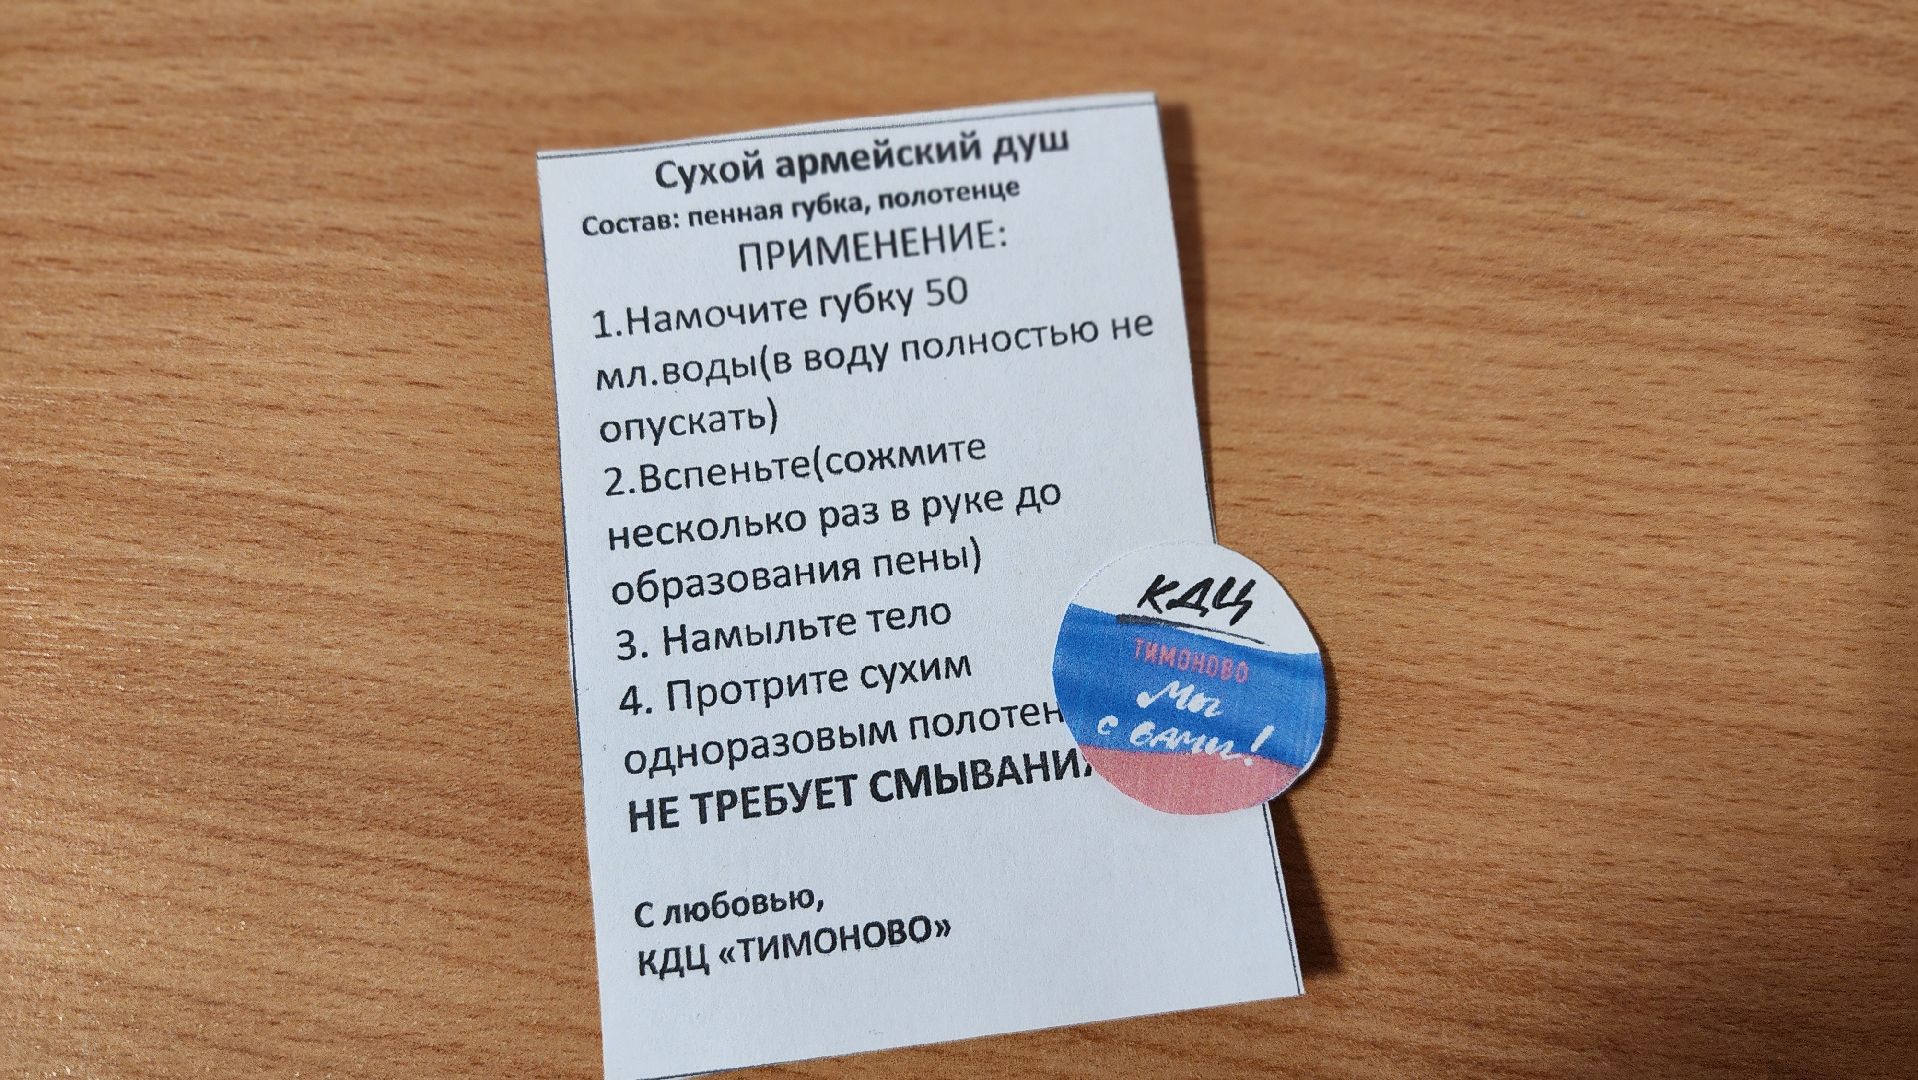 Сухой армейский душ
Состав: пенная губка, полотенце
ПРИМЕНЕНИЕ:
1.Намочите губку 50
мл.воды(в воду полностью не
опускать)
2.Вспеньте(сожмите
несколько раз в руке до
образования пены)
3. Намыльте тело
4. Протрите сухим
одноразовым полотен
НЕ ТРЕБУЕТ СМЫВАНИЯ
С любовью,
КДЦ «ТИМОНОВО»
КДЦ
ТИМОНОВО
Мы
с вами!